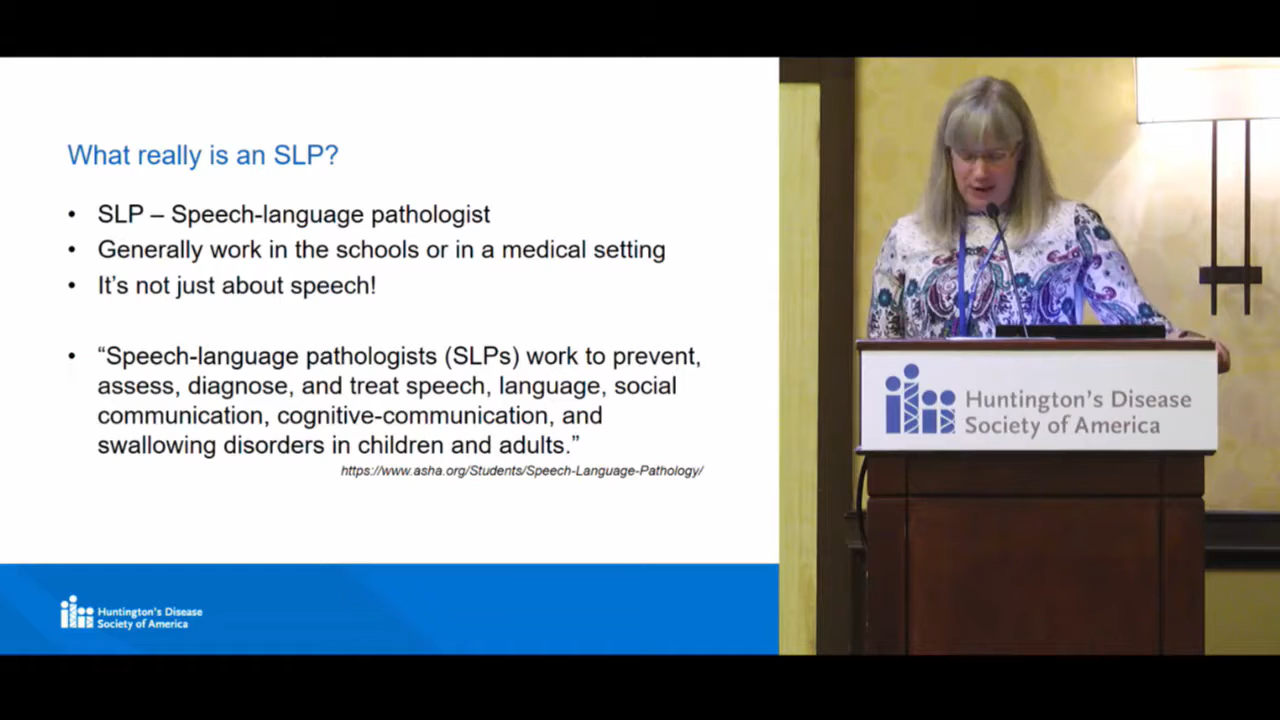 What really is an SLP?
• SLP – Speech-language pathologist
• Generally work in the schools or in a medical setting
• It's not just about speech!
• “Speech-language pathologists (SLPs) work to prevent,
assess, diagnose, and treat speech, language, social
communication, cognitive-communication, and
swallowing disorders in children and adults.”
https://www.asha.org/Students/Speech-Language-Pathology/
Huntington's Disease
Society of America
Huntington's Disease
Society of America